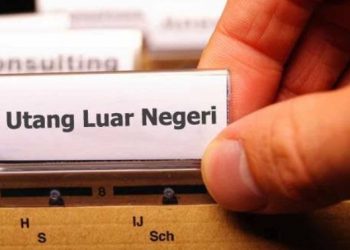 onsulting
Utang Luar Negeri
8
H
IJ
S
Sch